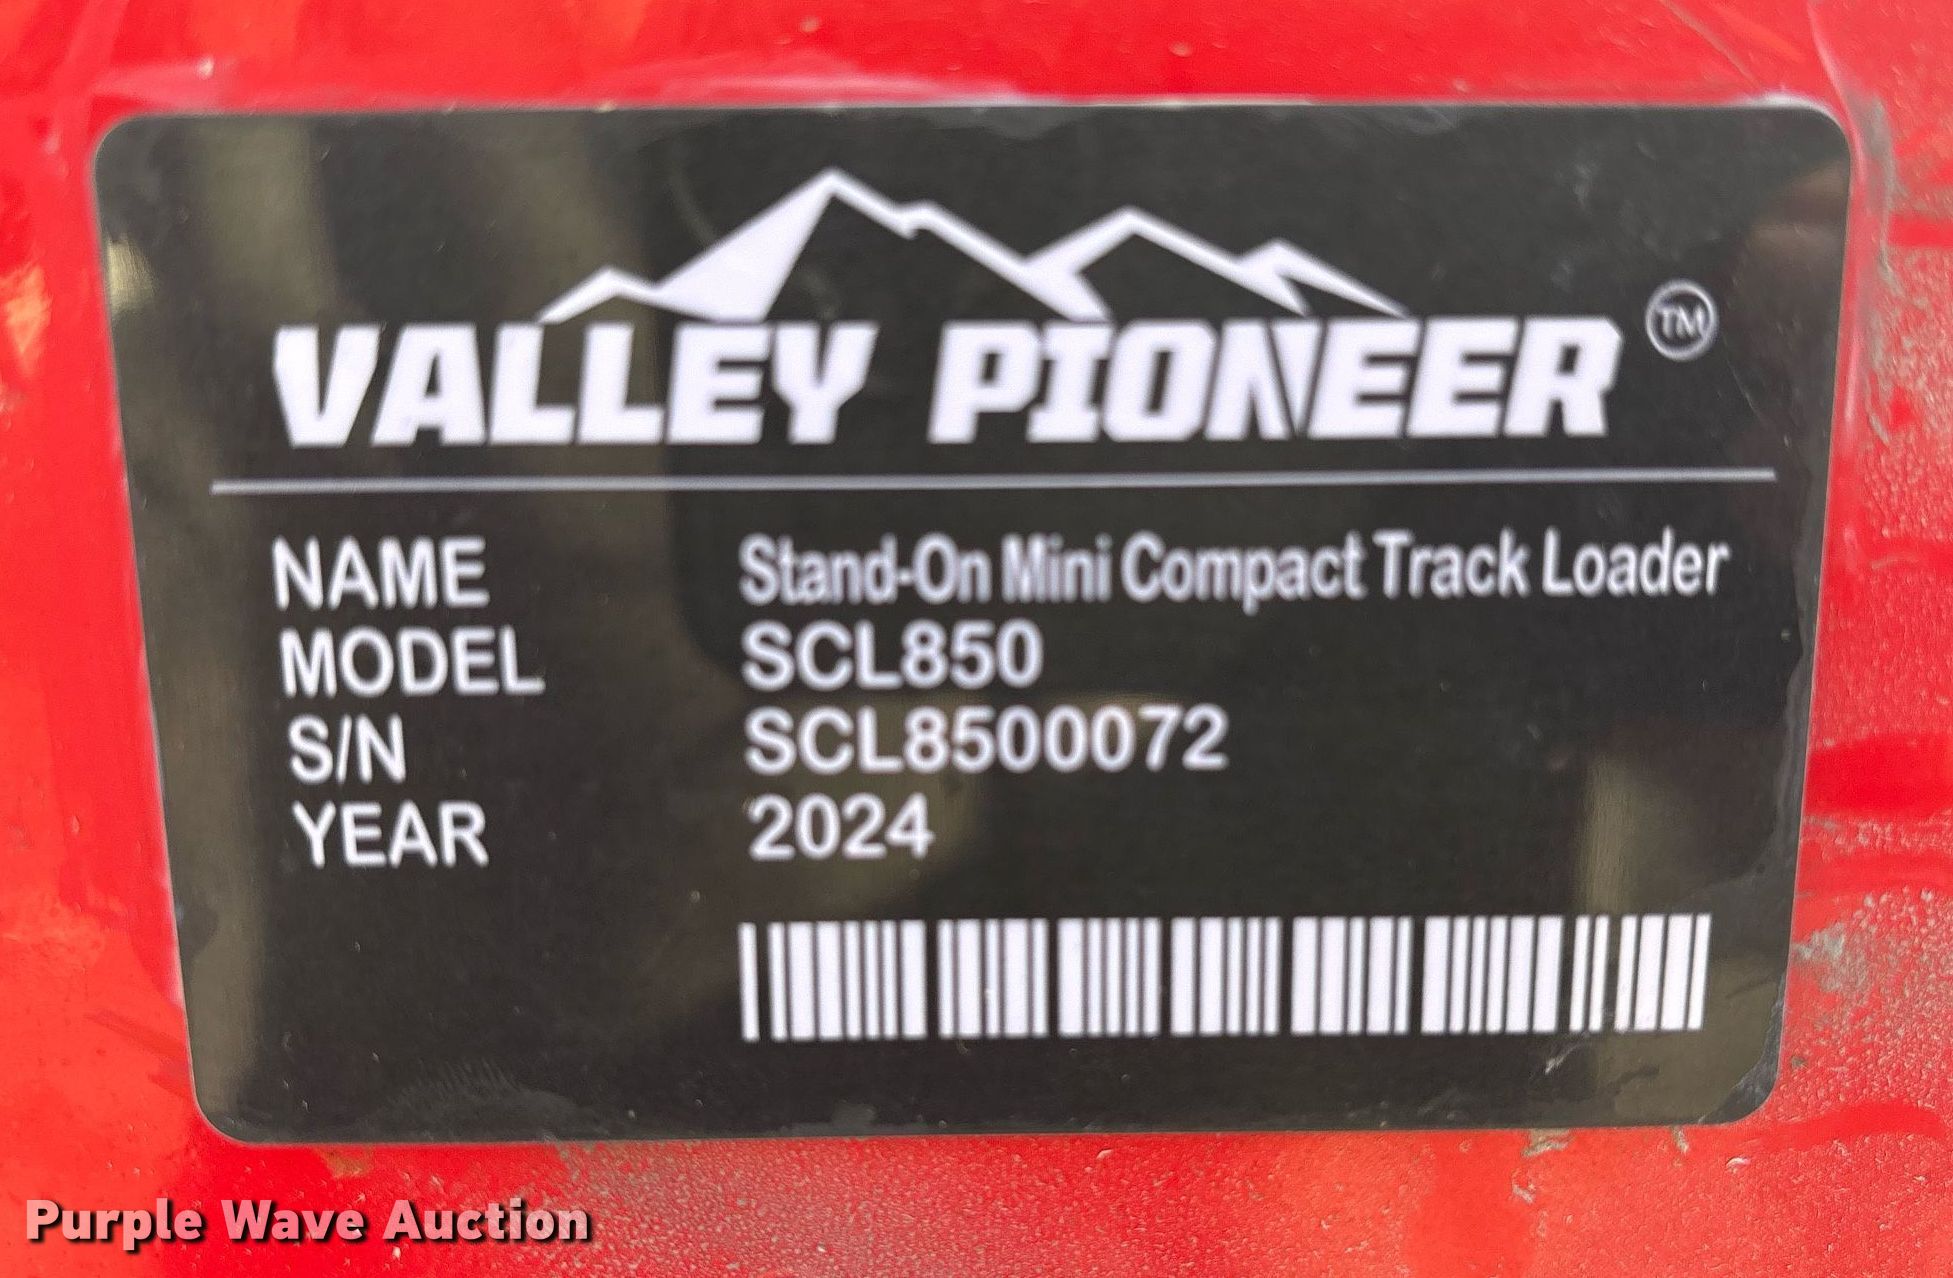 VALLEY PIONEER ™
NAME Stand-On Mini Compact Track Loader
MODEL SCL850
S/N SCL8500072
YEAR 2024
Purple Wave Auction